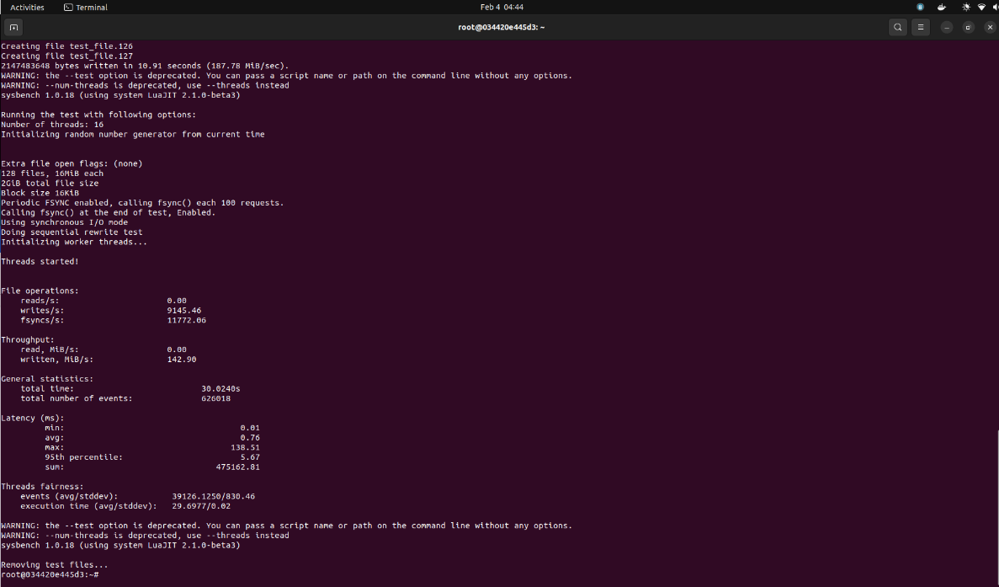 Activities
Terminal
Feb 4 04:44
root@034420e445d3: ~
Creating file test_file.126
Creating file test_file.127
2147483648 bytes written in 10.91 seconds (187.78 MiB/sec).
WARNING: the --test option is deprecated. You can pass a script name or path on the command line without any options.
WARNING: --num-threads is deprecated, use --threads instead
sysbench 1.0.18 (using system LuaJIT 2.1.0-beta3)
Running the test with following options:
Number of threads: 16
Initializing random number generator from current time
Extra file open flags: (none)
128 files, 16MiB each
2GiB total file size
Block size 16KiB
Periodic FSYNC enabled, calling fsync() each 100 requests.
Calling fsync() at the end of test, Enabled.
Using synchronous I/O mode
Doing sequential rewrite test
Initializing worker threads...
Threads started!
File operations:
reads/s: 0.00
writes/s: 9145.46
fsyncs/s: 11772.06
Throughput:
read, MiB/s: 0.00
written, MiB/s: 142.90
General statistics:
total time: 30.0240s
total number of events: 626018
Latency (ms):
min: 0.01
avg: 0.76
max: 138.51
95th percentile: 5.67
sum: 475162.81
Threads fairness:
events (avg/stddev): 39126.1250/830.46
execution time (avg/stddev): 29.6977/0.02
WARNING: the --test option is deprecated. You can pass a script name or path on the command line without any options.
WARNING: --num-threads is deprecated, use --threads instead
sysbench 1.0.18 (using system LuaJIT 2.1.0-beta3)
Removing test files...
root@034420e445d3:~#